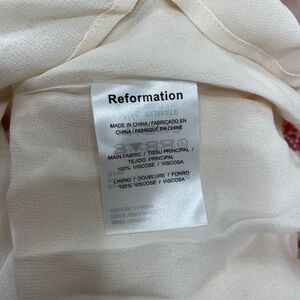 Reformation
MADE IN CHINA / FABRICADO EN
CHINA / FABRIQUÉ EN CHINE
MAIN FABRIC / TISSU PRINCIPAL /
TEJIDO PRINCIPAL
100% VISCOSE / VISCOSA
LINING / DOUBLURE / FORRO
100% VISCOSE / VISCOSA